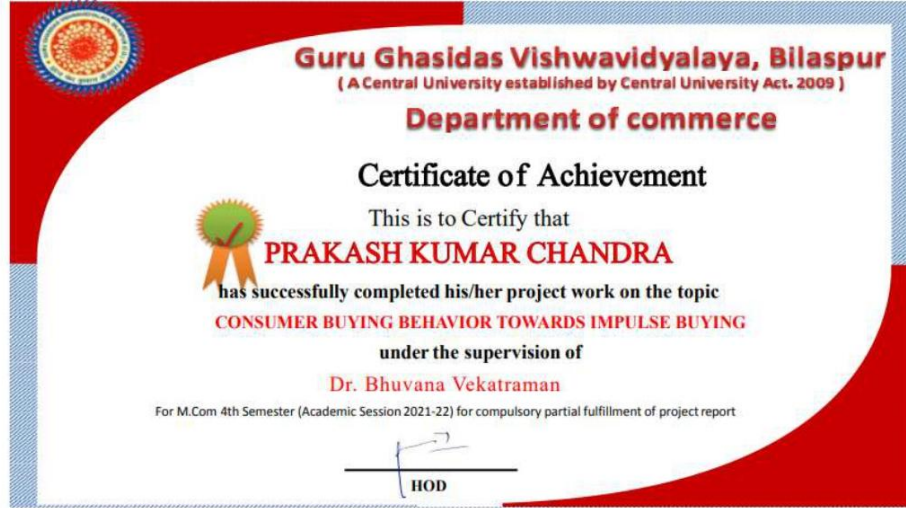 Guru Ghasidas Vishwavidyalaya, Bilaspur
( A Central University established by Central University Act. 2009 )
Department of commerce
Certificate of Achievement
This is to Certify that
PRAKASH KUMAR CHANDRA
has successfully completed his/her project work on the topic
CONSUMER BUYING BEHAVIOR TOWARDS IMPULSE BUYING
under the supervision of
Dr. Bhuvana Vekatraman
For M.Com 4th Semester (Academic Session 2021-22) for compulsory partial fulfillment of project report
HOD